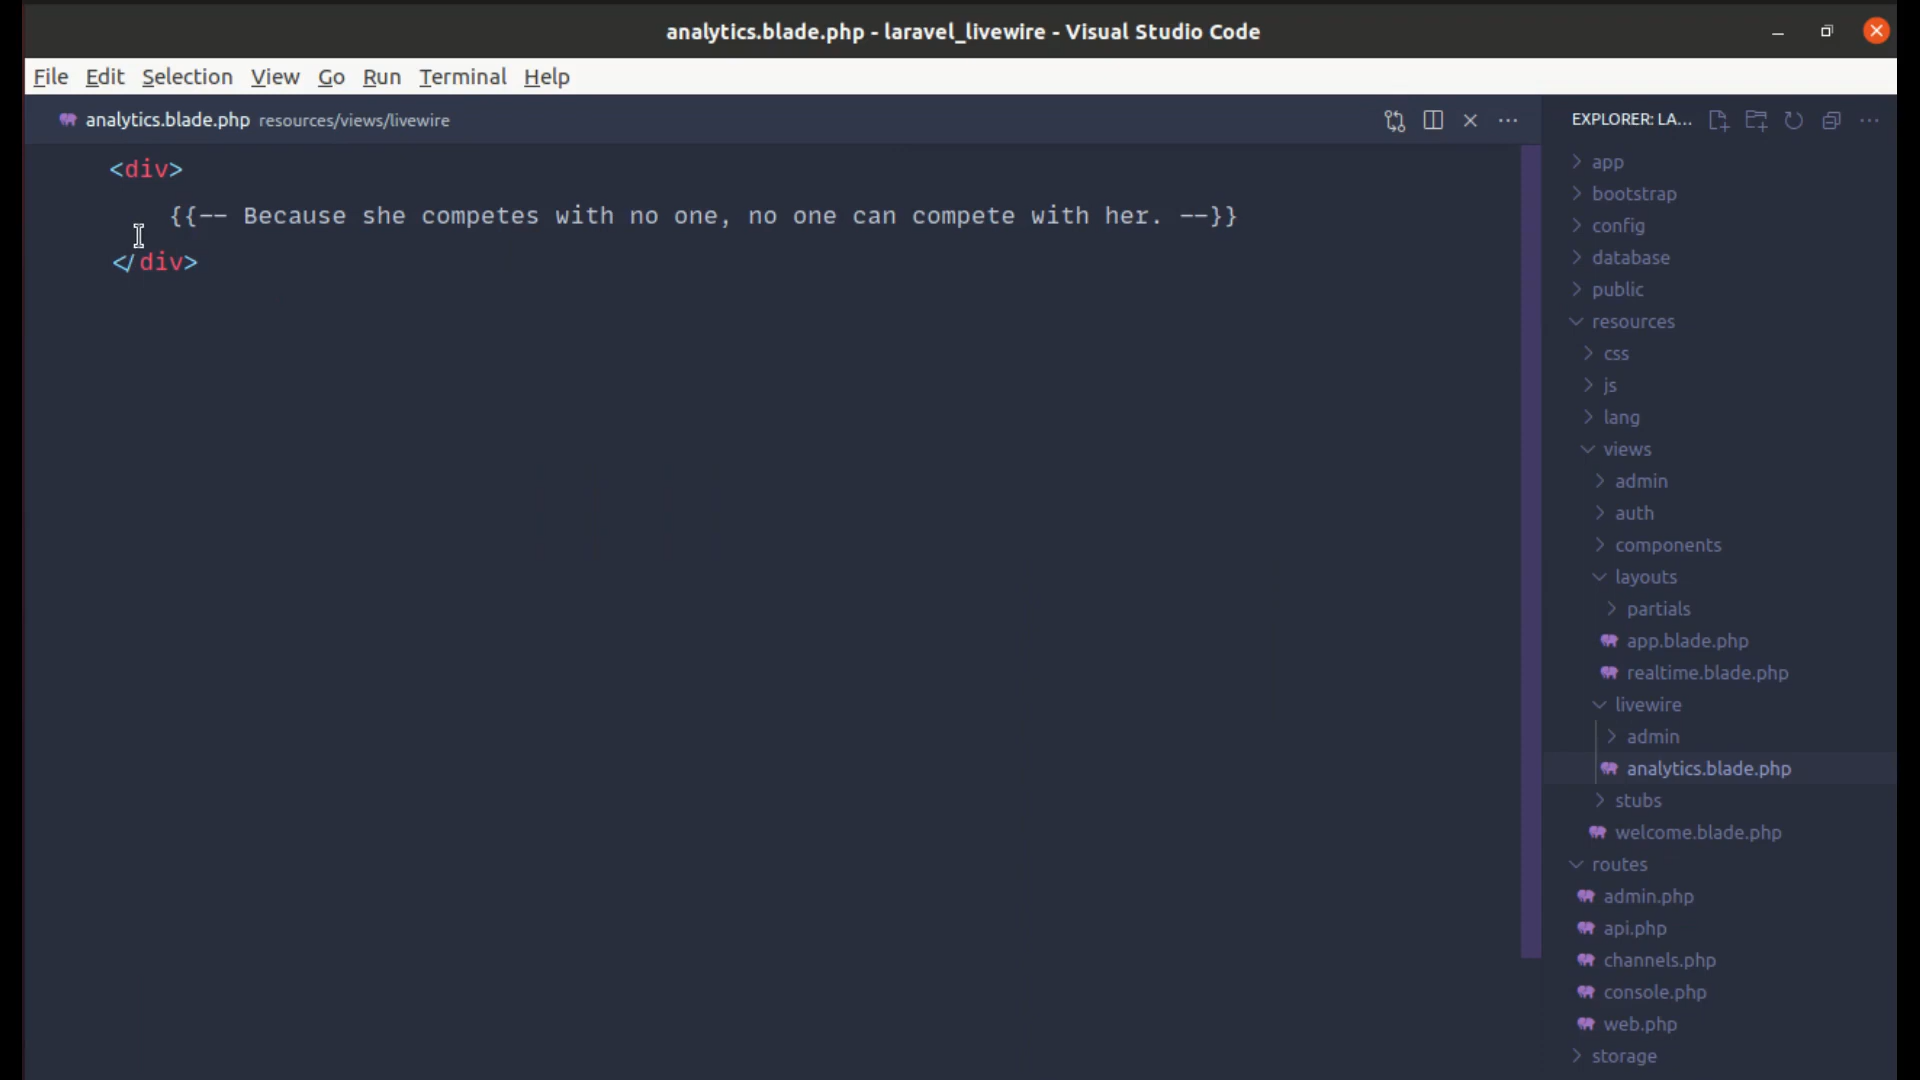 analytics.blade.php - laravel_livewire - Visual Studio Code
File Edit Selection View Go Run Terminal Help
analytics.blade.php resources/views/livewire
<div>
{{-- Because she competes with no one, no one can compete with her. --}}
</div>
EXPLORER: LA...
app
bootstrap
config
database
public
resources
css
js
lang
views
admin
auth
components
layouts
partials
app.blade.php
realtime.blade.php
livewire
admin
analytics.blade.php
stubs
welcome.blade.php
routes
admin.php
api.php
channels.php
console.php
web.php
storage